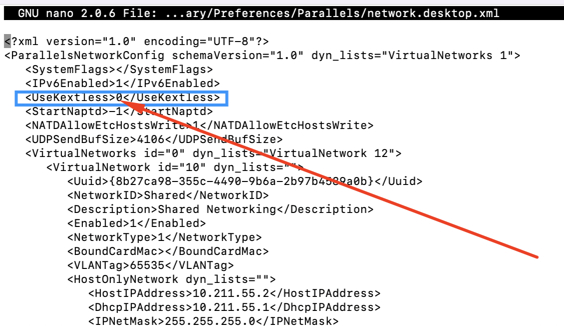 GNU nano 2.0.6 File: ...ary/Preferences/Parallels/network.desktop.xml
<?xml version="1.0" encoding="UTF-8"?>
<ParallelsNetworkConfig schemaVersion="1.0" dyn_lists="VirtualNetworks 1">
<SystemFlags></SystemFlags>
<IPv6Enabled>1</IPv6Enabled>
<UseKextless>0</UseKextless>
<StartNaptd>-1</StartNaptd>
<NATDAllowEtcHostsWrite>1</NATDAllowEtcHostsWrite>
<UDPSendBufSize>4106</UDPSendBufSize>
<VirtualNetworks id="0" dyn_lists="VirtualNetwork 12">
<VirtualNetwork id="10" dyn_lists="">
<Uuid>{8b27ca98-355c-4490-9b6a-2b97b4589a0b}</Uuid>
<NetworkID>Shared</NetworkID>
<Description>Shared Networking</Description>
<Enabled>1</Enabled>
<NetworkType>1</NetworkType>
<BoundCardMac></BoundCardMac>
<VLANTag>65535</VLANTag>
<HostOnlyNetwork dyn_lists="">
<HostIPAddress>10.211.55.2</HostIPAddress>
<DhcpIPAddress>10.211.55.1</DhcpIPAddress>
<IPNetMask>255.255.255.0</IPNetMask>